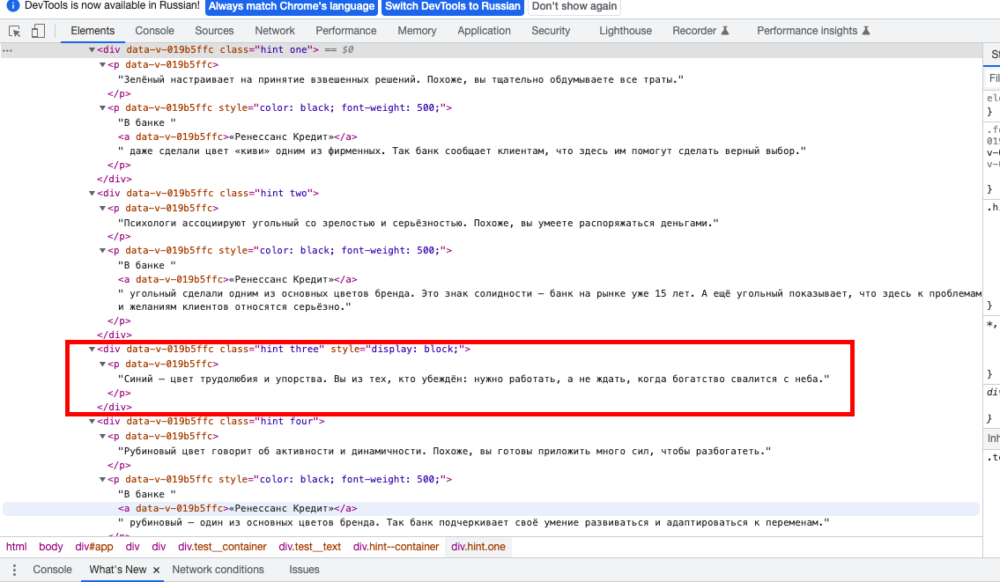 DevTools is now available in Russian! Always match Chrome's language Switch DevTools to Russian Don't show again
Elements Console Sources Network Performance Memory Application Security Lighthouse Recorder Performance insights
… ▼<div data-v-019b5ffc class="hint one"> == $0
▼<p data-v-019b5ffc>
"Зелёный настраивает на принятие взвешенных решений. Похоже, вы тщательно обдумываете все траты."
</p>
▼<p data-v-019b5ffc style="color: black; font-weight: 500;">
"В банке "
<a data-v-019b5ffc>«Ренессанс Кредит»</a>
" даже сделали цвет «киви» одним из фирменных. Так банк сообщает клиентам, что здесь им помогут сделать верный выбор."
</p>
</div>
▼<div data-v-019b5ffc class="hint two">
▼<p data-v-019b5ffc>
"Психологи ассоциируют угольный со зрелостью и серьёзностью. Похоже, вы умеете распоряжаться деньгами."
</p>
▼<p data-v-019b5ffc style="color: black; font-weight: 500;">
"В банке "
<a data-v-019b5ffc>«Ренессанс Кредит»</a>
" угольный сделали одним из основных цветов бренда. Это знак солидности — банк на рынке уже 15 лет. А ещё угольный показывает, что здесь к проблемам
и желаниям клиентов относятся серьёзно."
</p>
</div>
▼<div data-v-019b5ffc class="hint three" style="display: block;">
▼<p data-v-019b5ffc>
"Синий — цвет трудолюбия и упорства. Вы из тех, кто убеждён: нужно работать, а не ждать, когда богатство свалится с неба."
</p>
</div>
▼<div data-v-019b5ffc class="hint four">
▼<p data-v-019b5ffc>
"Рубиновый цвет говорит об активности и динамичности. Похоже, вы готовы приложить много сил, чтобы разбогатеть."
</p>
▼<p data-v-019b5ffc style="color: black; font-weight: 500;">
"В банке "
<a data-v-019b5ffc>«Ренессанс Кредит»</a>
" рубиновый — один из основных цветов бренда. Так банк подчеркивает своё умение развиваться и адаптироваться к переменам."
html body div#app div div div.test__container div.test__text div.hint--container div.hint.one
Console What's New × Network conditions Issues